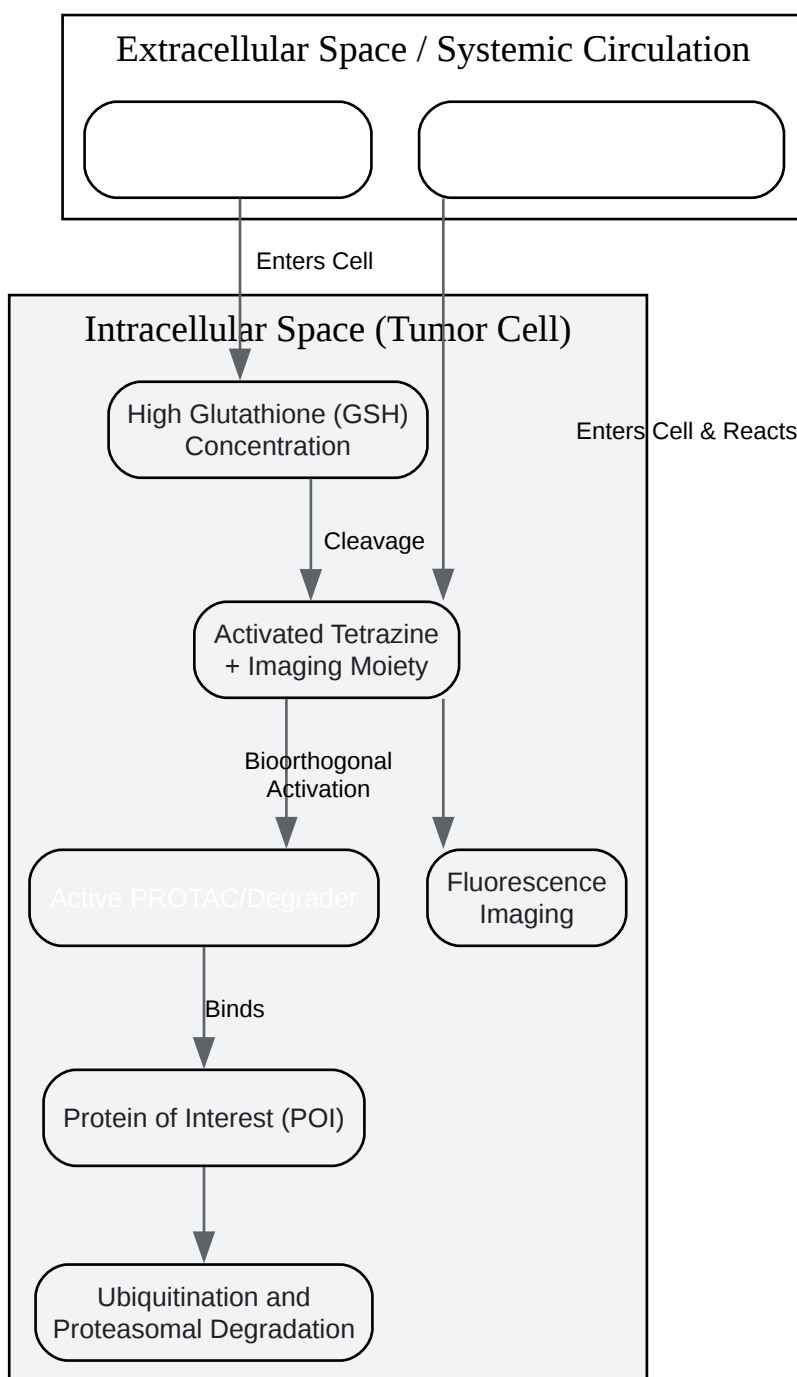 Extracellular Space / Systemic Circulation
Enters Cell
Intracellular Space (Tumor Cell)
High Glutathione (GSH)
Concentration
Enters Cell & Reacts
Cleavage
Activated Tetrazine
+ Imaging Moiety
Bioorthogonal
Activation
Active PROTAC/Degrader
Fluorescence
Imaging
Binds
Protein of Interest (POI)
Ubiquitination and
Proteasomal Degradation